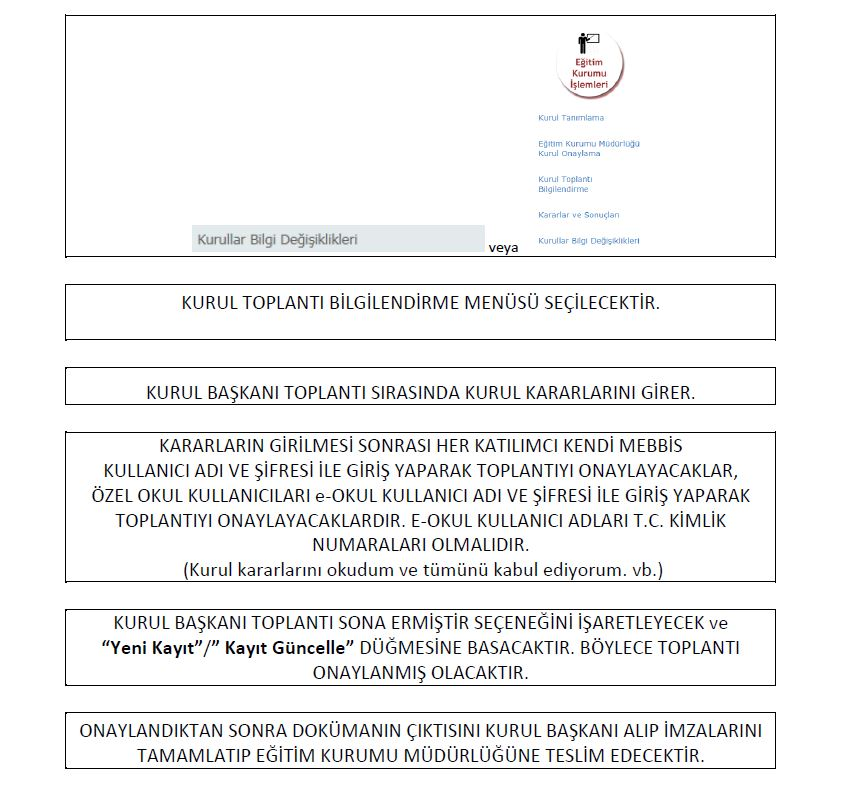 Eğitim
Kurumu
İşlemleri
Kurul Tanımlama
Eğitim Kurumu Müdürlüğü
Kurul Onaylama
Kurul Toplantı
Bilgilendirme
Kararlar ve Sonuçları
Kurullar Bilgi Değişiklikleri veya Kurullar Bilgi Değişiklikleri
KURUL TOPLANTI BİLGİLENDİRME MENÜSÜ SEÇİLECEKTİR.
KURUL BAŞKANI TOPLANTI SIRASINDA KURUL KARARLARINI GİRER.
KARARLARIN GİRİLMESİ SONRASI HER KATILIMCI KENDİ MEBBİS
KULLANICI ADI VE ŞİFRESİ İLE GİRİŞ YAPARAK TOPLANTIYI ONAYLAYACAKLAR,
ÖZEL OKUL KULLANICILARI e-OKUL KULLANICI ADI VE ŞİFRESİ İLE GİRİŞ YAPARAK
TOPLANTIYI ONAYLAYACAKLARDIR. E-OKUL KULLANICI ADLARI T.C. KİMLİK
NUMARALARI OLMALIDIR.
(Kurul kararlarını okudum ve tümünü kabul ediyorum. vb.)
KURUL BAŞKANI TOPLANTI SONA ERMİŞTİR SEÇENEĞİNİ İŞARETLEYECEK ve
“Yeni Kayıt”/” Kayıt Güncelle” DÜĞMESİNE BASACAKTIR. BÖYLECE TOPLANTI
ONAYLANMIŞ OLACAKTIR.
ONAYLANDIKTAN SONRA DOKÜMANIN ÇIKTISINI KURUL BAŞKANI ALIP İMZALARINI
TAMAMLATIP EĞİTİM KURUMU MÜDÜRLÜĞÜNE TESLİM EDECEKTİR.